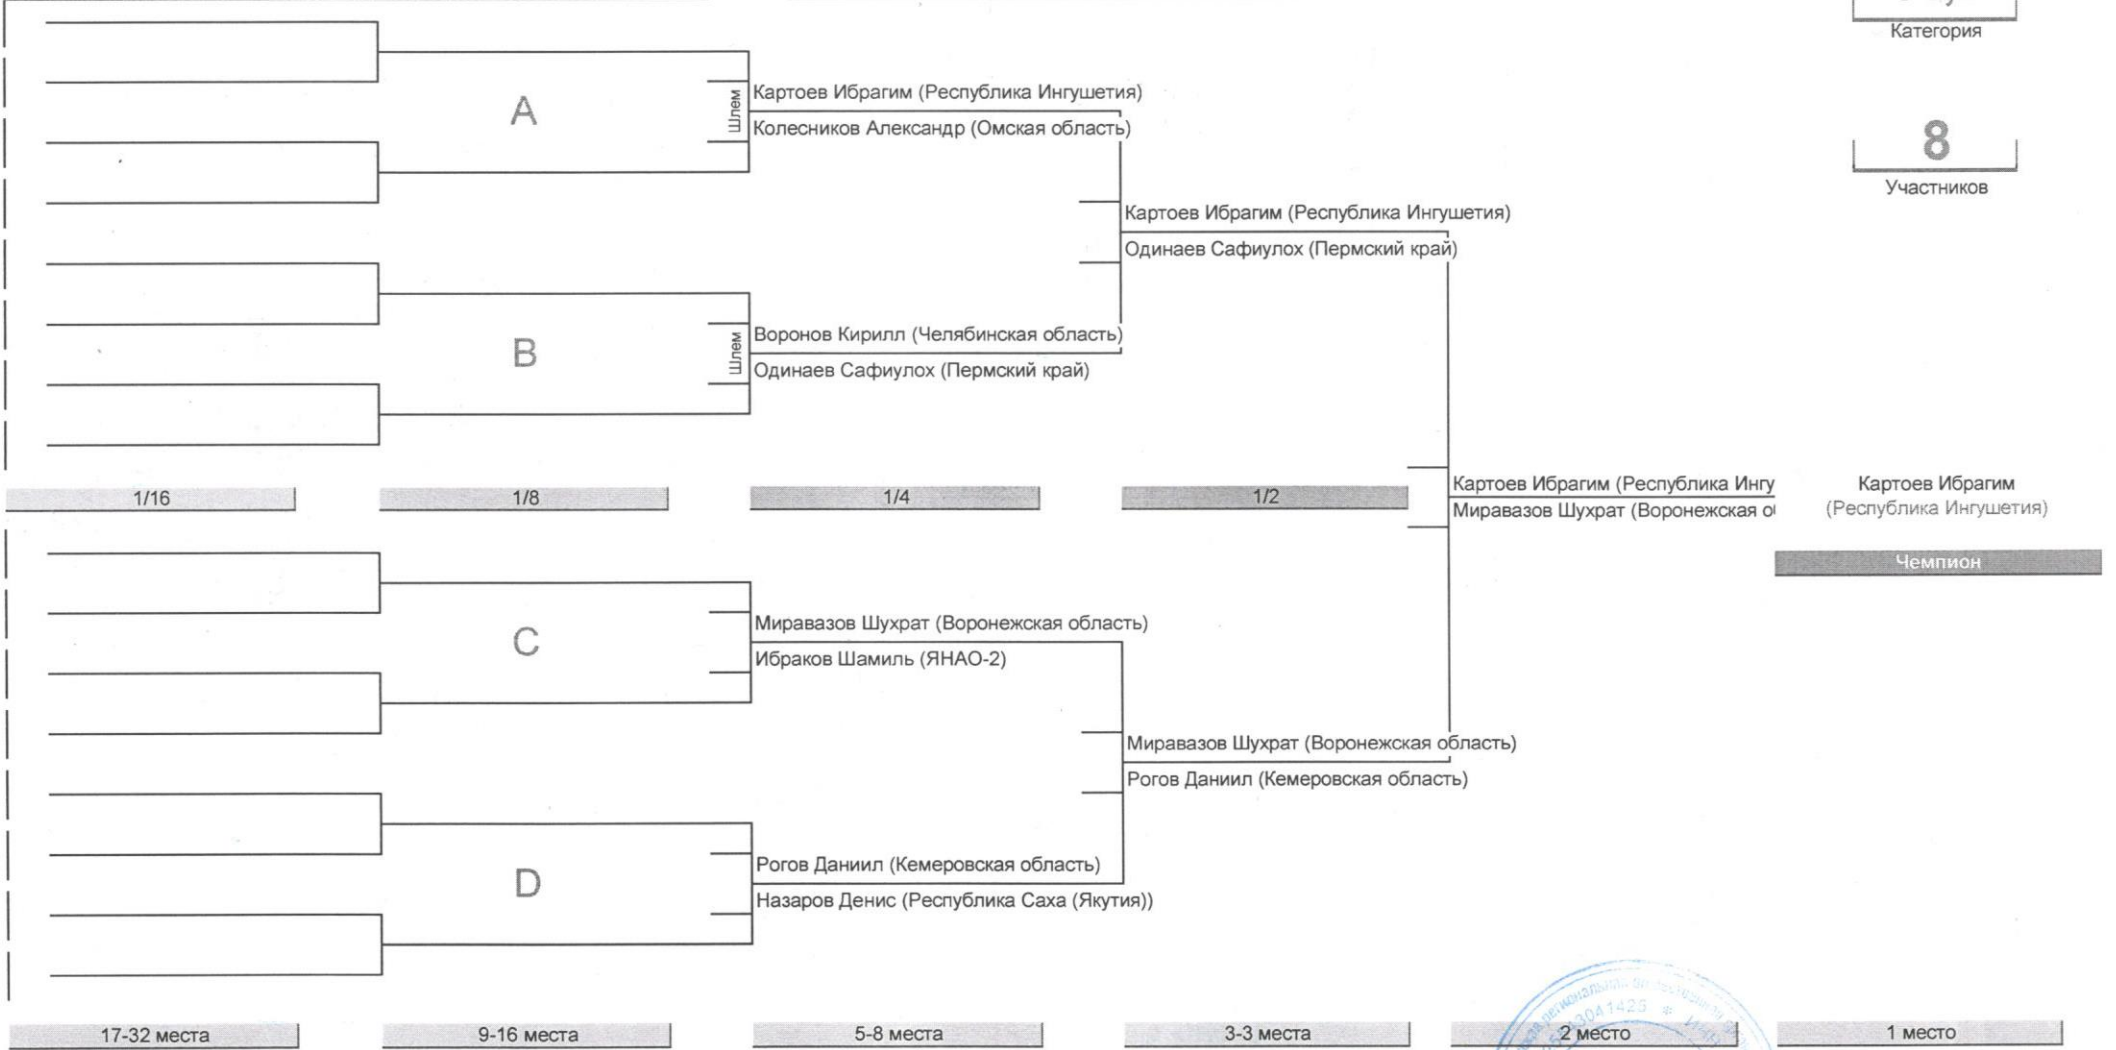 Категория
Картоев Ибрагим (Республика Ингушетия)
Шлем
A
Колесников Александр (Омская область)
8
Участников
Картоев Ибрагим (Республика Ингушетия)
Одинаев Сафиулох (Пермский край)
Воронов Кирилл (Челябинская область)
Шлем
B
Одинаев Сафиулох (Пермский край)
1/16
1/8
1/4
1/2
Картоев Ибрагим (Республика Ингу
Миравазов Шухрат (Воронежская о
Картоев Ибрагим
(Республика Ингушетия)
Чемпион
Миравазов Шухрат (Воронежская область)
C
Ибраков Шамиль (ЯНАО-2)
Миравазов Шухрат (Воронежская область)
Рогов Даниил (Кемеровская область)
Рогов Даниил (Кемеровская область)
D
Назаров Денис (Республика Саха (Якутия))
17-32 места
9-16 места
5-8 места
3-3 места
2 место
1 место